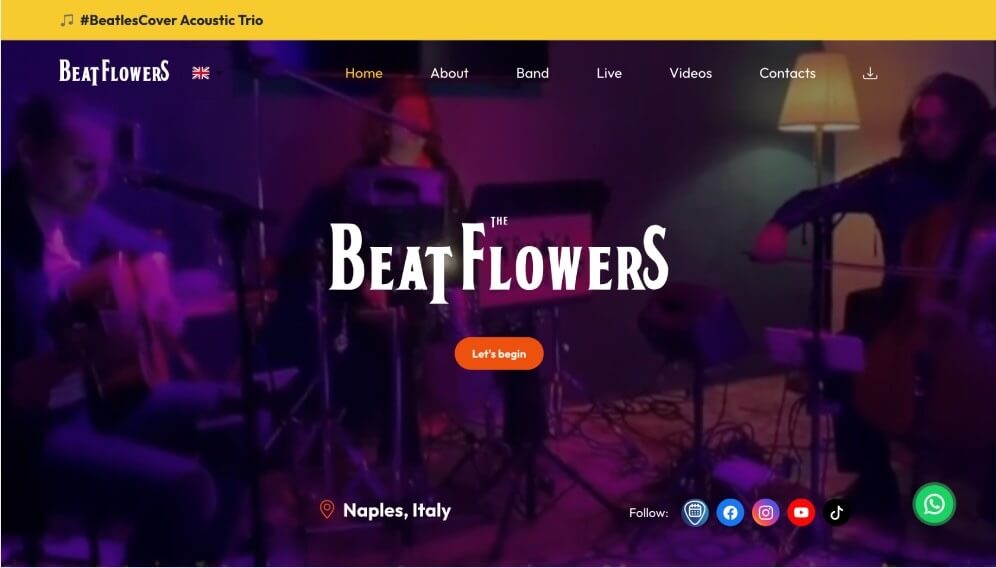 #BeatlesCover Acoustic Trio
BEATFLOWERS
Home About Band Live Videos Contacts
THE
BEATFLOWERS
Let's begin
Naples, Italy
Follow: